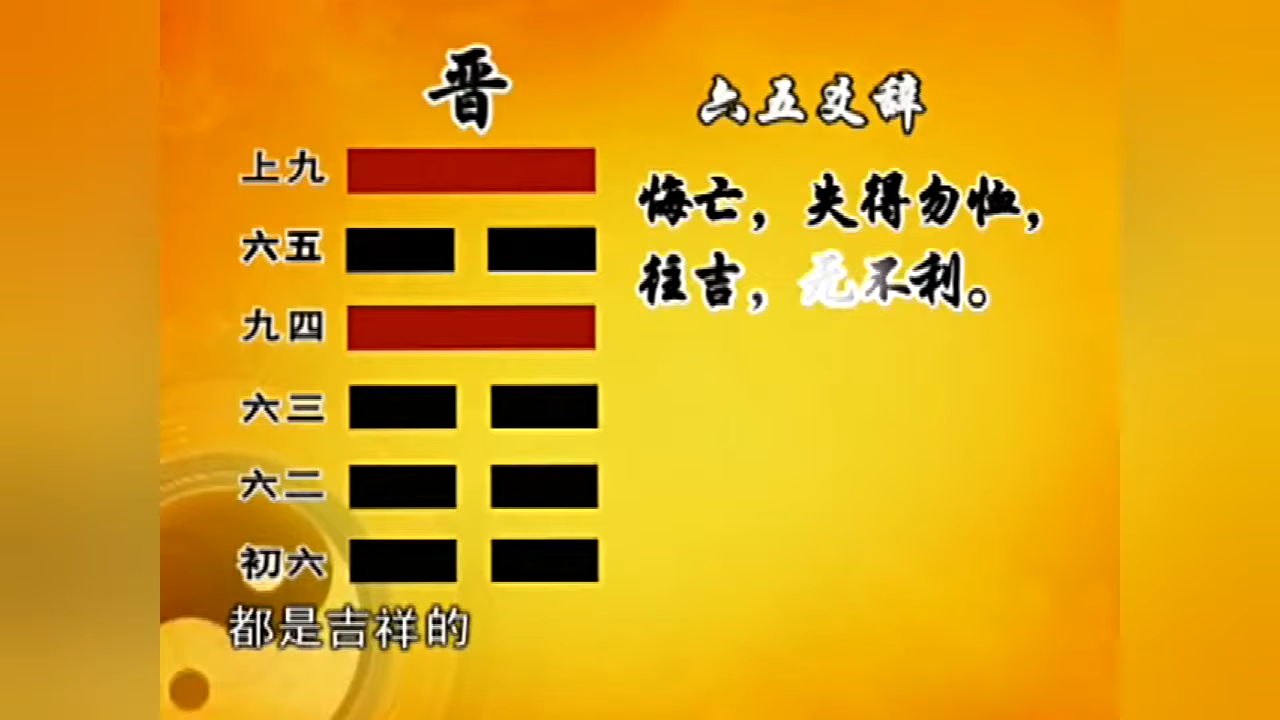 晋
六五爻辞
上九
六五
九四
六三
六二
初六
悔亡，失得勿恤，
往吉，无不利。
都是吉祥的